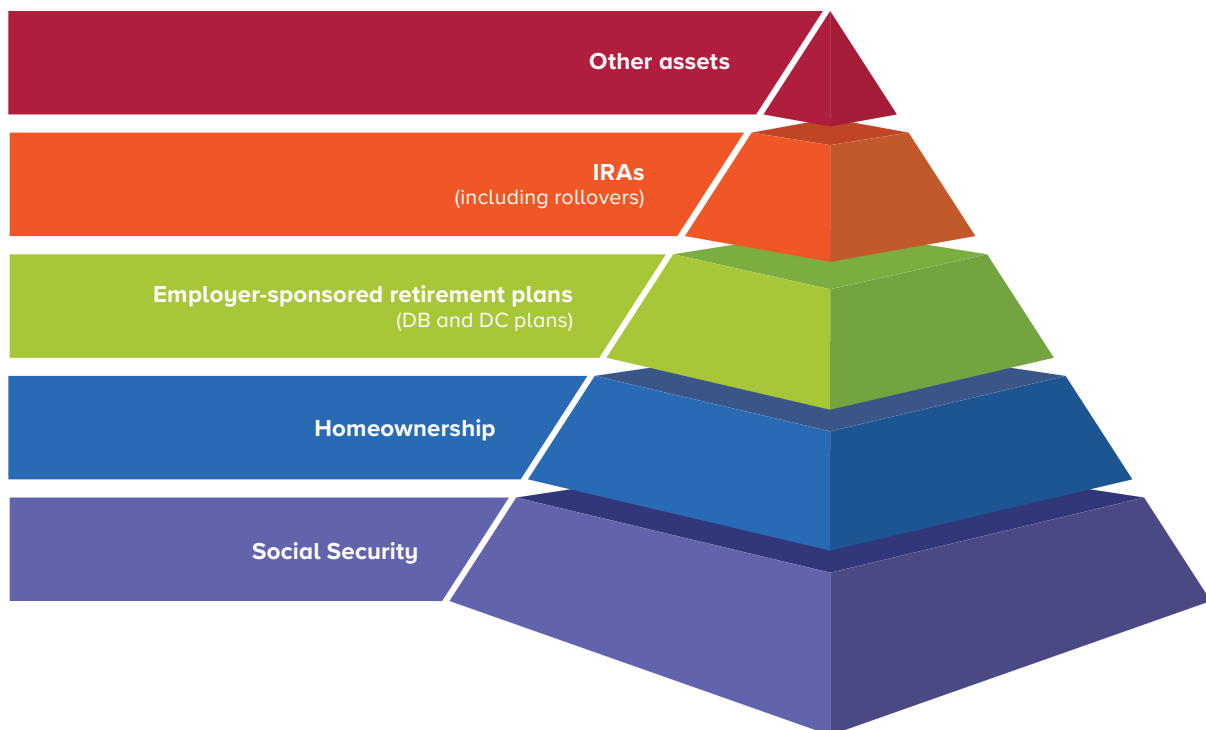 Other assets
IRAs
(including rollovers)
Employer-sponsored retirement plans
(DB and DC plans)
Homeownership
Social Security